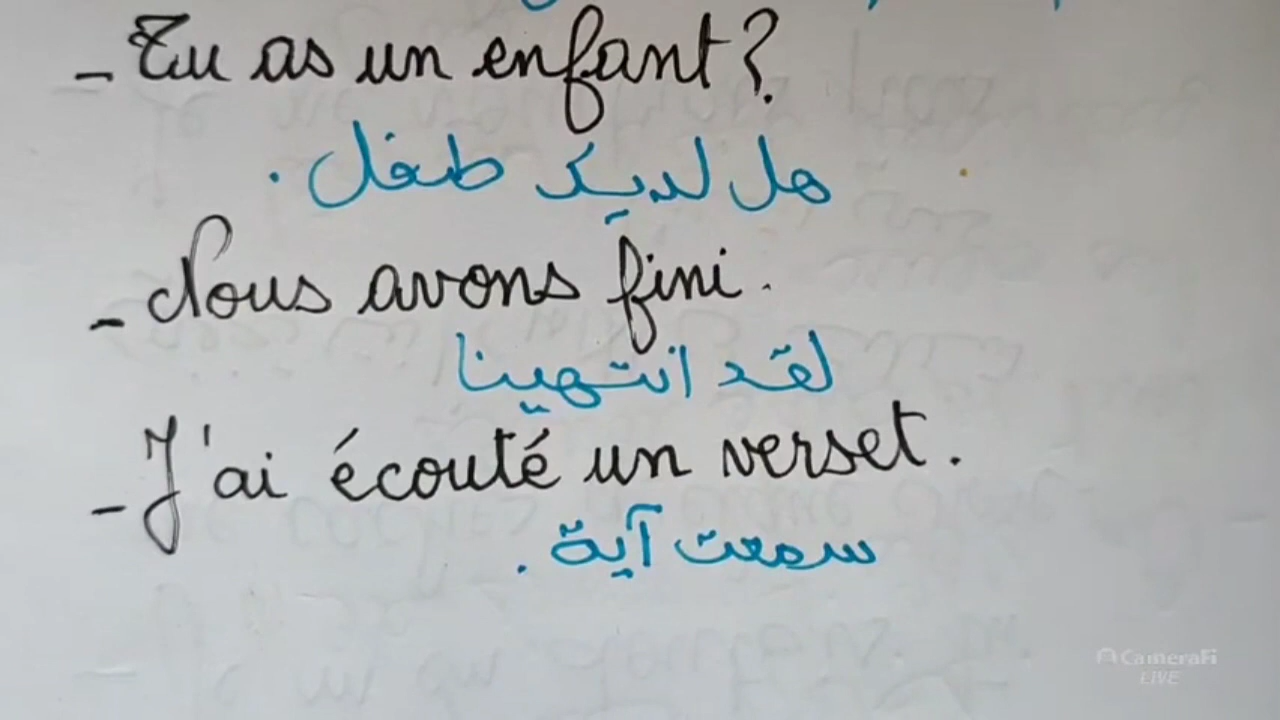 - Tu as un enfant?
هل لديك طفل.
- Nous avons fini.
لقد انتهينا
- J'ai écouté un verset.
سمعت آية.
CameraFi
LIVE